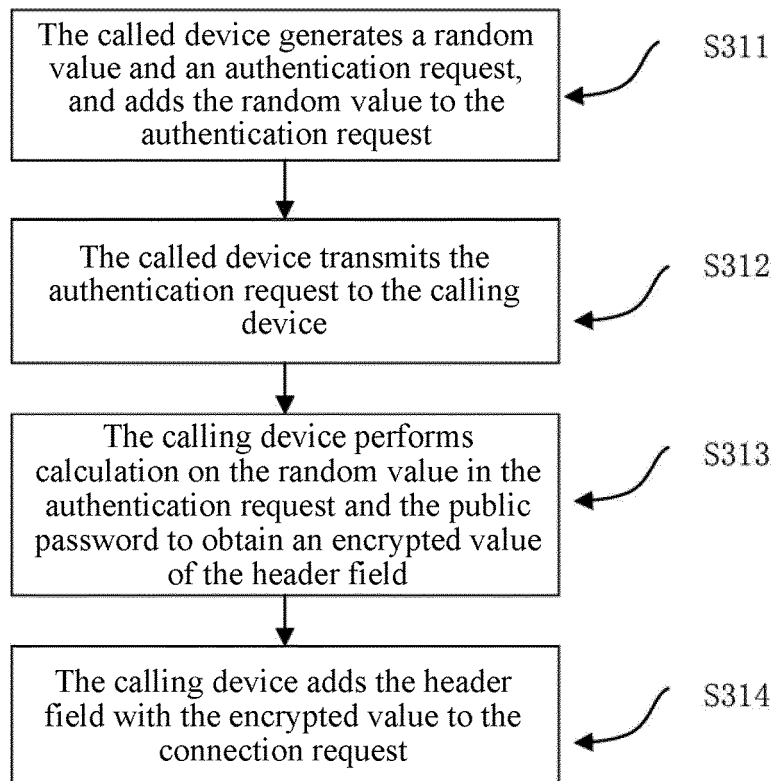 The called device generates a random
value and an authentication request,
and adds the random value to the
authentication request
S311
The called device transmits the
authentication request to the calling
device
S312
The calling device performs
calculation on the random value in the
authentication request and the public
password to obtain an encrypted value
of the header field
S313
The calling device adds the header
field with the encrypted value to the
connection request
S314